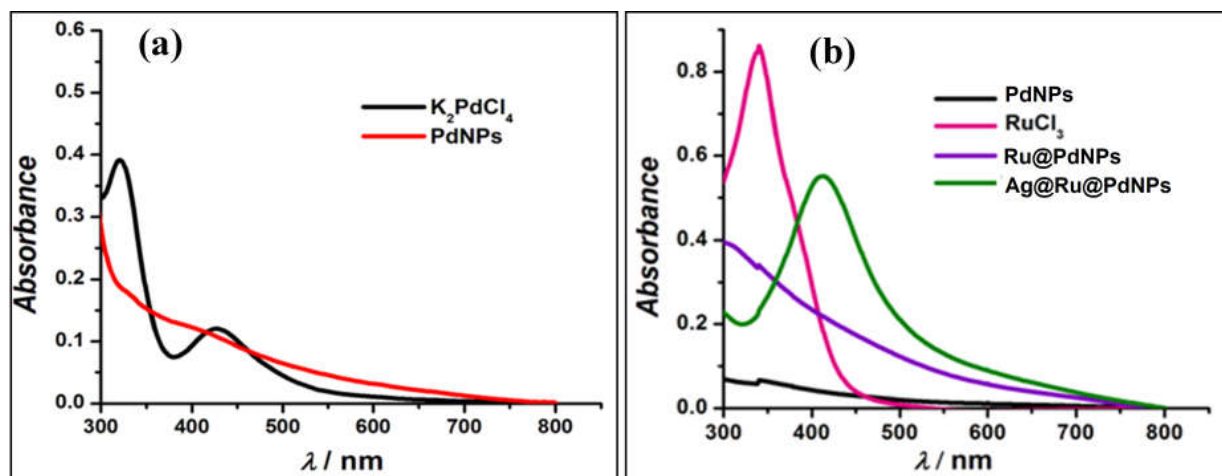 (a)
K₂PdCl₄
PdNPs
Absorbance
0.6
0.5
0.4
0.3
0.2
0.1
0.0
300 400 500 600 700 800
λ / nm
(b)
PdNPs
RuCl₃
Ru@PdNPs
Ag@Ru@PdNPs
Absorbance
0.8
0.6
0.4
0.2
0.0
300 400 500 600 700 800
λ / nm